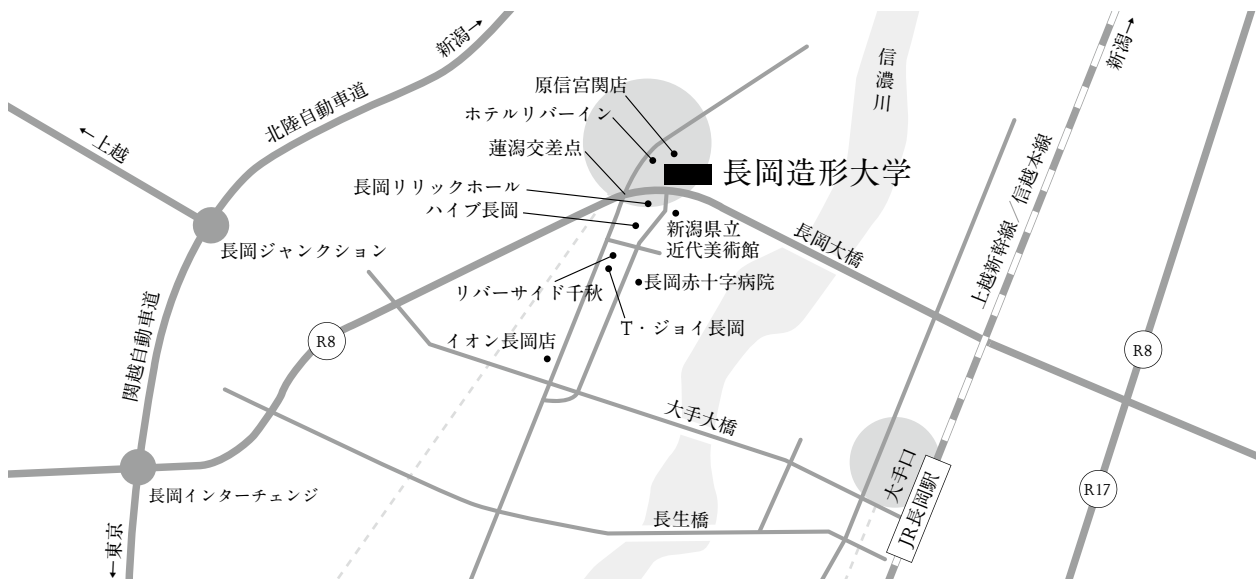 新潟→
北陸自動車道
←上越
長岡ジャンクション
関越自動車道
R8
長岡インターチェンジ
←東京
原信宮関店
ホテルリバーイン
蓮潟交差点
長岡造形大学
長岡リリックホール
ハイブ長岡
新潟県立
近代美術館
リバーサイド千秋
長岡赤十字病院
T・ジョイ長岡
イオン長岡店
信濃川
長岡大橋
大手大橋
長生橋
新潟→
上越新幹線／信越本線
大手口
JR長岡駅
R8
R17